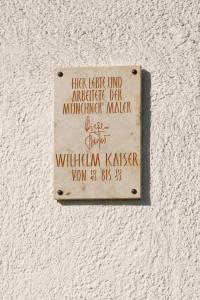 HIER LEBTE UND
ARBEITETE DER
MÜNCHNER MALER
WILHELM KAISER
VON BIS